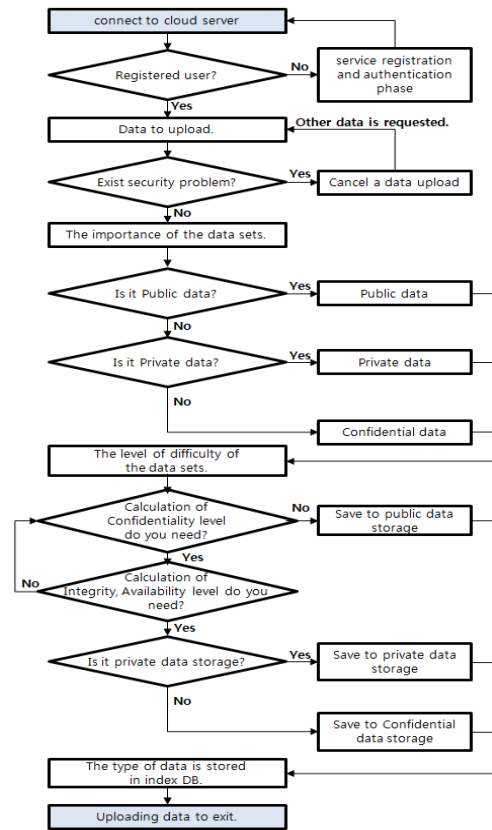 connect to cloud server
Registered user?
No
service registration
and authentication
phase
Yes
Data to upload.
Other data is requested.
Exist security problem?
Yes
Cancel a data upload
No
The importance of the data sets.
Is it Public data?
Yes
Public data
No
Is it Private data?
Yes
Private data
No
Confidential data
The level of difficulty of
the data sets.
Calculation of
Confidentiality level
do you need?
No
Save to public data
storage
Yes
No
Calculation of
Integrity, Availability level do you
need?
Yes
Is it private data storage?
Yes
Save to private data
storage
No
Save to Confidential
data storage
The type of data is stored
in index DB.
Uploading data to exit.